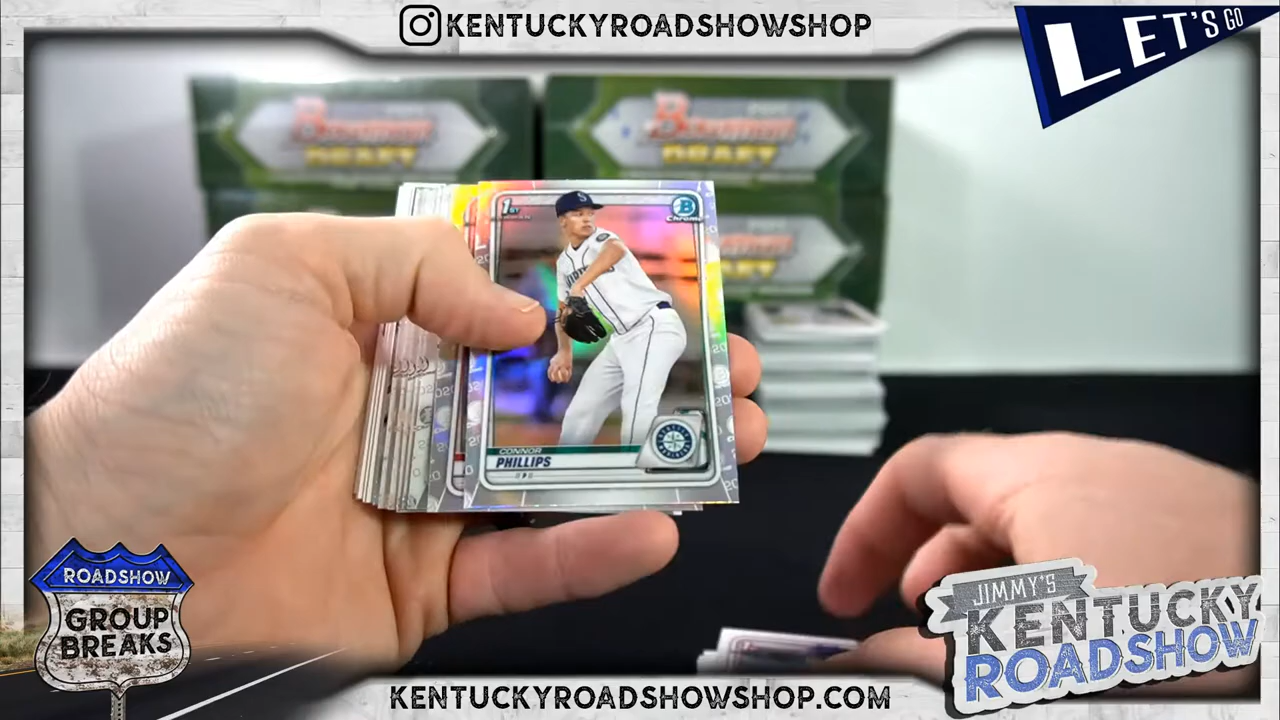 KENTUCKYROADSHOWSHOP
LET'S GO
Bowman
DRAFT
Bowman
DRAFT
1ST
BOWMAN
B
Chrome
CONNOR
PHILLIPS
ROADSHOW
GROUP
BREAKS
JIMMY'S
KENTUCKY
ROADSHOW
KENTUCKYROADSHOWSHOP.COM